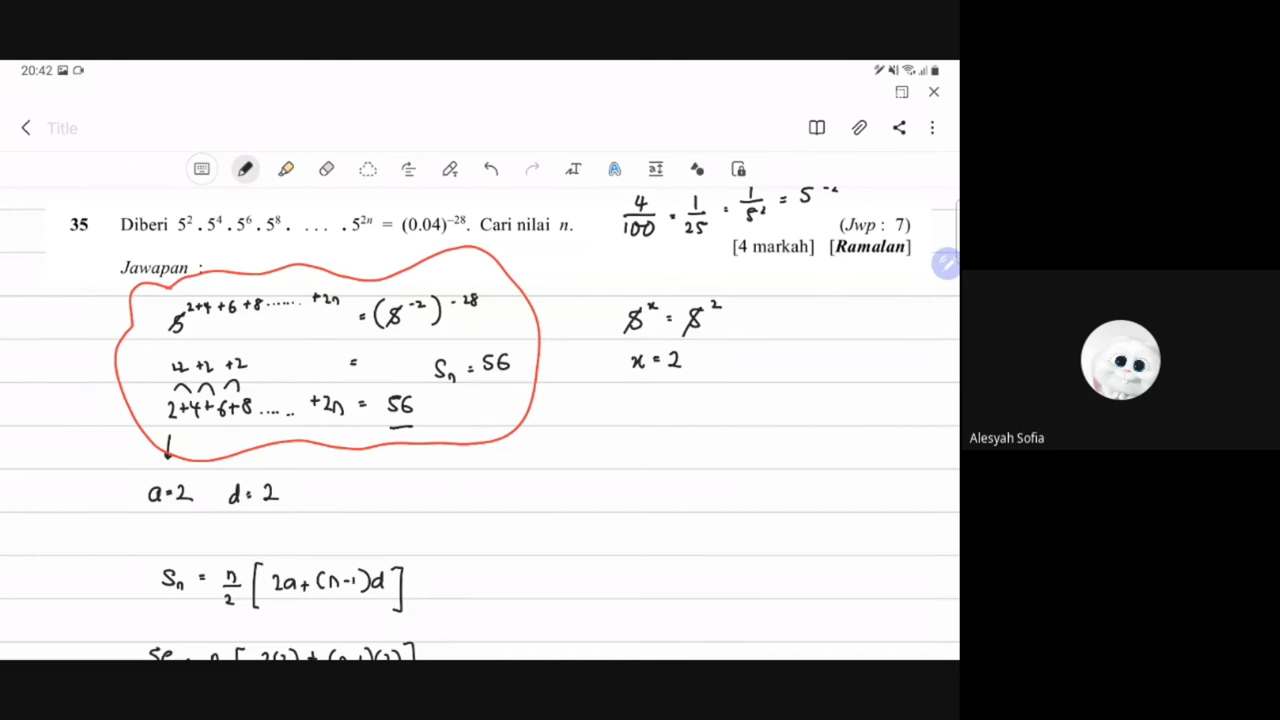 20:42
Title
4/100 = 1/25 = 1/5² = 5⁻²
35 Diberi 5² . 5⁴ . 5⁶ . 5⁸ . … . 5²ⁿ = (0.04)⁻²⁸. Cari nilai n.
(Jwp : 7)
[4 markah] [Ramalan]
Jawapan :
5^(2+4+6+8......+2n) = (5⁻²)⁻²⁸
5ˣ = 5²
+2 +2 +2 = Sn = 56
x = 2
2+4+6+8..... +2n = 56
a = 2 d = 2
Sn = n/2 [2a+(n-1)d]
Alesyah Sofia